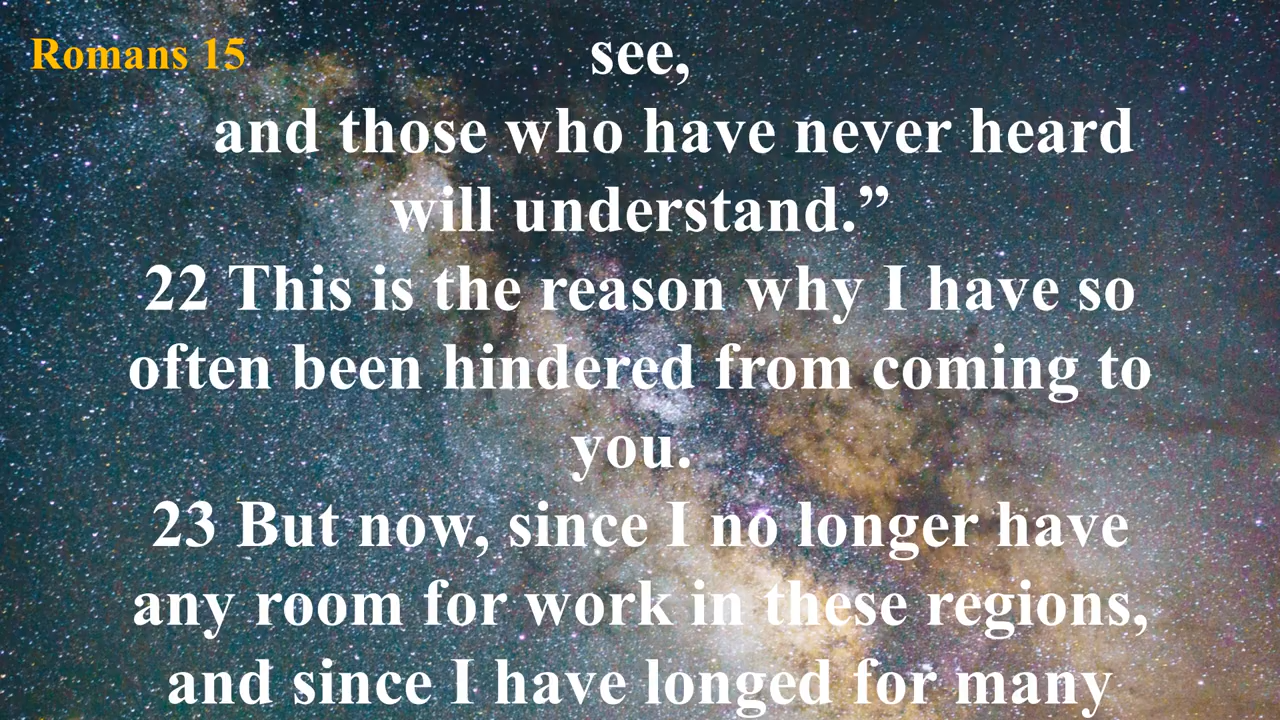 Romans 15
see,
and those who have never heard
will understand.”
22 This is the reason why I have so
often been hindered from coming to
you.
23 But now, since I no longer have
any room for work in these regions,
and since I have longed for many